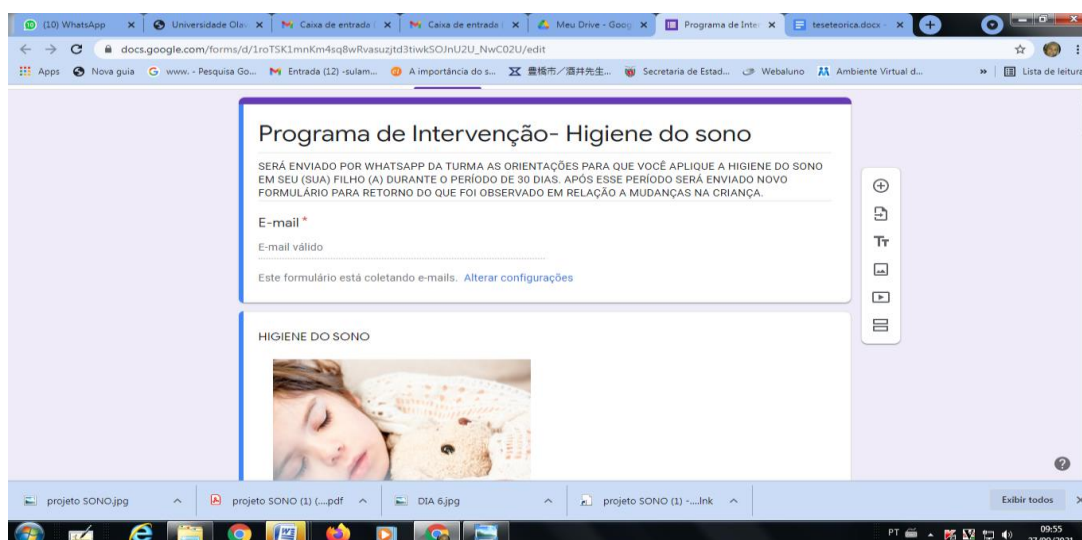 (10) WhatsApp
Universidade Ola
Caixa de entrada
Caixa de entrada
Meu Drive - Goog
Programa de Inte
teseteorica.docx -
docs.google.com/forms/d/1roTSK1mnKm4sq8wRvasuzjtd3tiwkSOJnU2U_NwC02U/edit
Apps
Nova guia
www. - Pesquisa Go...
Entrada (12) -sulam...
A importância do s...
豊橋市／酒井先生...
Secretaria de Estad...
Webaluno
Ambiente Virtual d...
»
Lista de leitura
Programa de Intervenção- Higiene do sono
SERÁ ENVIADO POR WHATSAPP DA TURMA AS ORIENTAÇÕES PARA QUE VOCÊ APLIQUE A HIGIENE DO SONO
EM SEU (SUA) FILHO (A) DURANTE O PERÍODO DE 30 DIAS. APÓS ESSE PERÍODO SERÁ ENVIADO NOVO
FORMULÁRIO PARA RETORNO DO QUE FOI OBSERVADO EM RELAÇÃO A MUDANÇAS NA CRIANÇA.
E-mail *
E-mail válido
Este formulário está coletando e-mails. Alterar configurações
HIGIENE DO SONO
projeto SONO.jpg
projeto SONO (1) (....pdf
DIA 6.jpg
projeto SONO (1) -....lnk
Exibir todos
PT
09:55